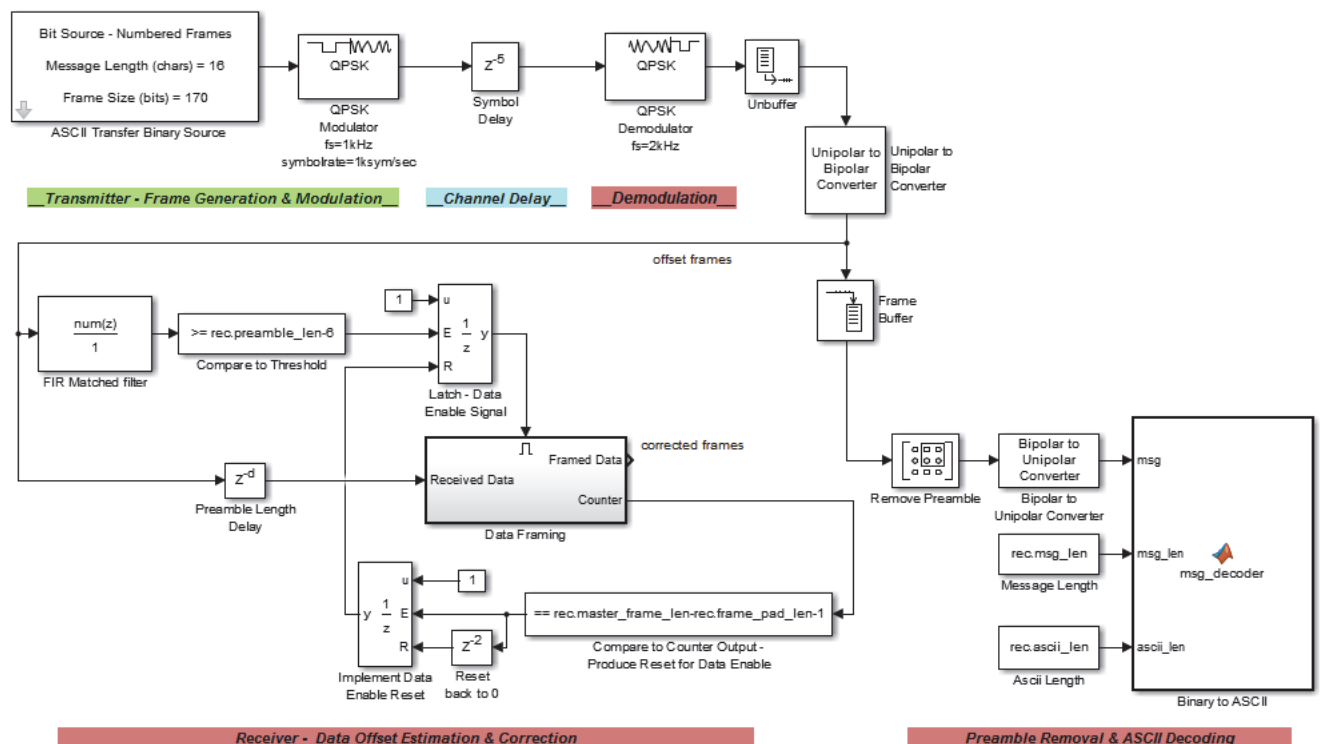 Bit Source - Numbered Frames
Message Length (chars) = 16
Frame Size (bits) = 170
ASCII Transfer Binary Source
QPSK
QPSK
Modulator
fs=1kHz
symbolrate=1ksym/sec
z-5
Symbol
Delay
QPSK
QPSK
Demodulator
fs=2kHz
Unbuffer
Unipolar to
Bipolar
Converter
Unipolar to
Bipolar
Converter
__Transmitter - Frame Generation & Modulation__
__Channel Delay__
__Demodulation__
offset frames
Frame
Buffer
num(z)
1
FIR Matched filter
>= rec.preamble_len-6
Compare to Threshold
1
u
E
R
1
z
y
Latch - Data
Enable Signal
corrected frames
Received Data
Framed Data
Counter
Data Framing
z-d
Preamble Length
Delay
Remove Preamble
Bipolar to
Unipolar
Converter
Bipolar to
Unipolar Converter
rec.msg_len
Message Length
rec.ascii_len
Ascii Length
msg
msg_len
ascii_len
msg_decoder
Binary to ASCII
y
1
z
u
E
R
1
Implement Data
Enable Reset
z-2
Reset
back to 0
== rec.master_frame_len-rec.frame_pad_len-1
Compare to Counter Output -
Produce Reset for Data Enable
Receiver - Data Offset Estimation & Correction
Preamble Removal & ASCII Decoding